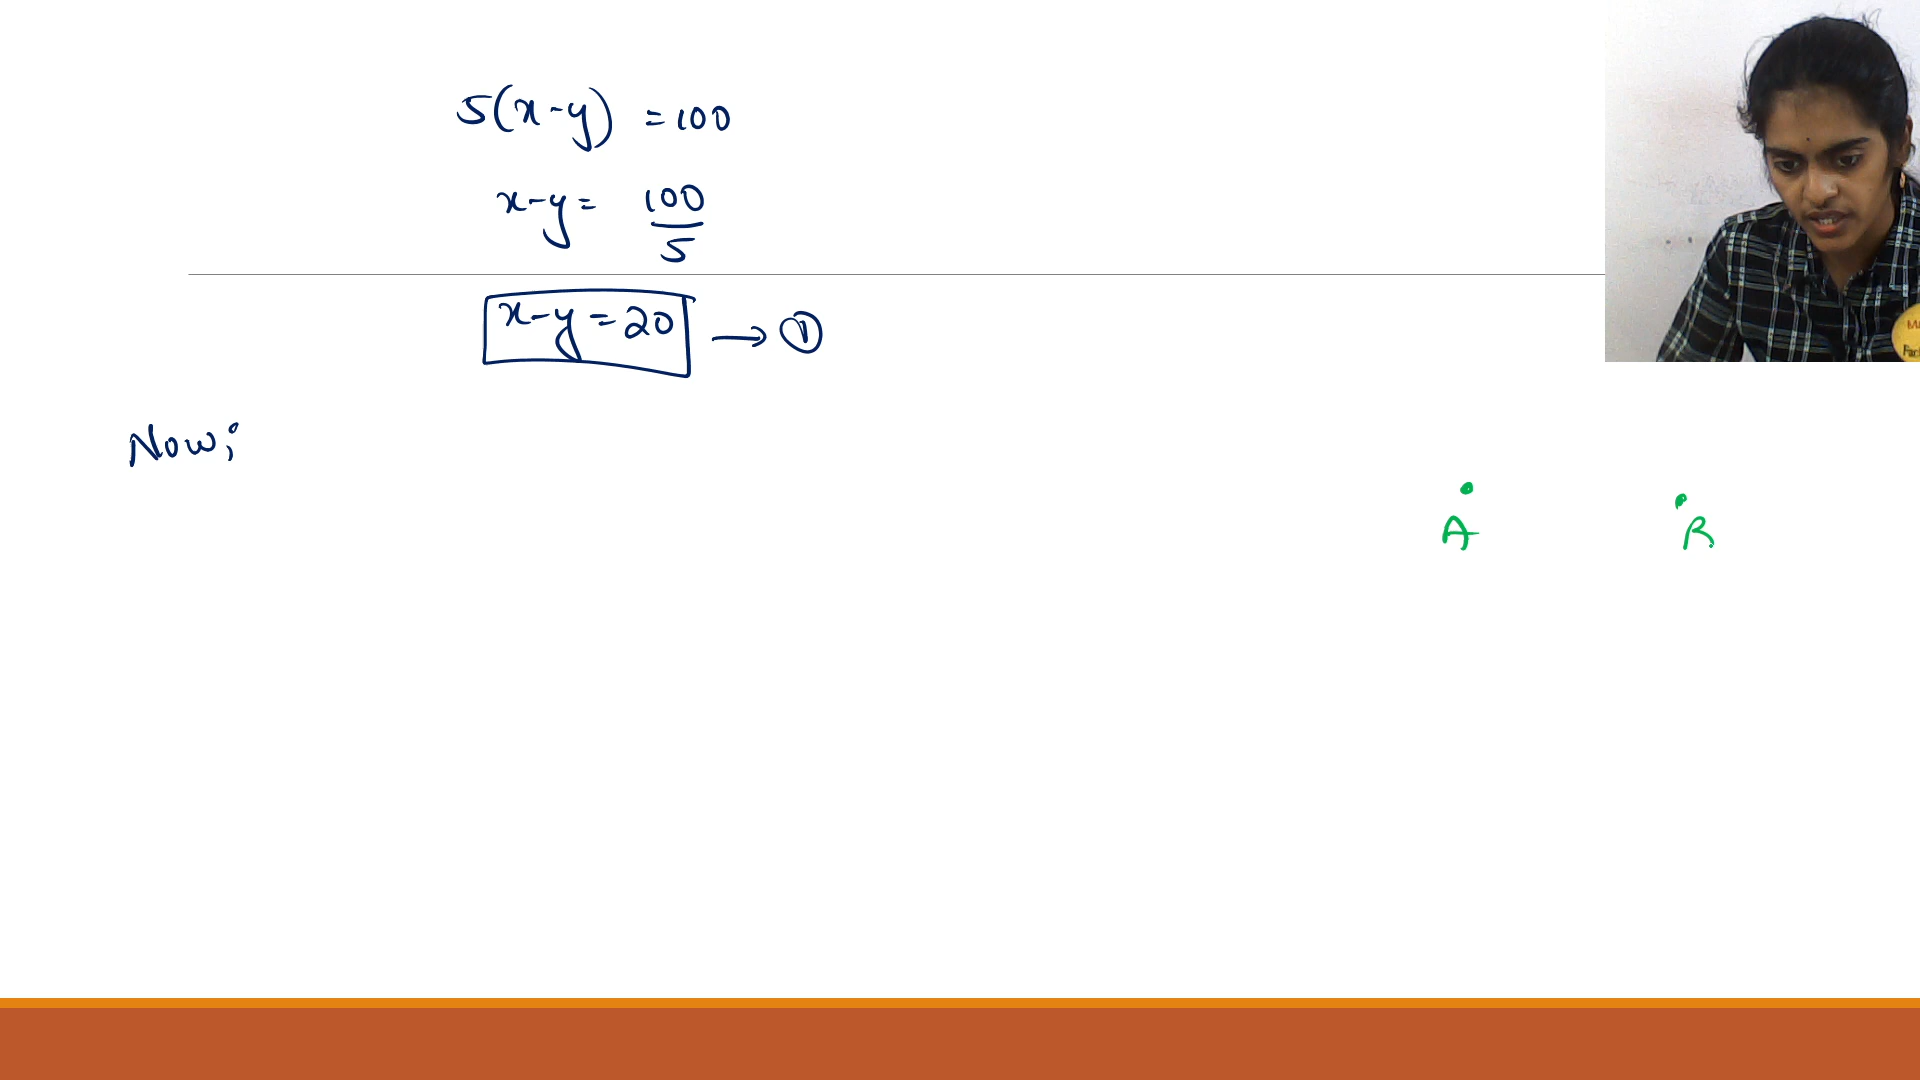 5(x-y) = 100
x-y = 100/5
x-y = 20 → ①
Now;
A